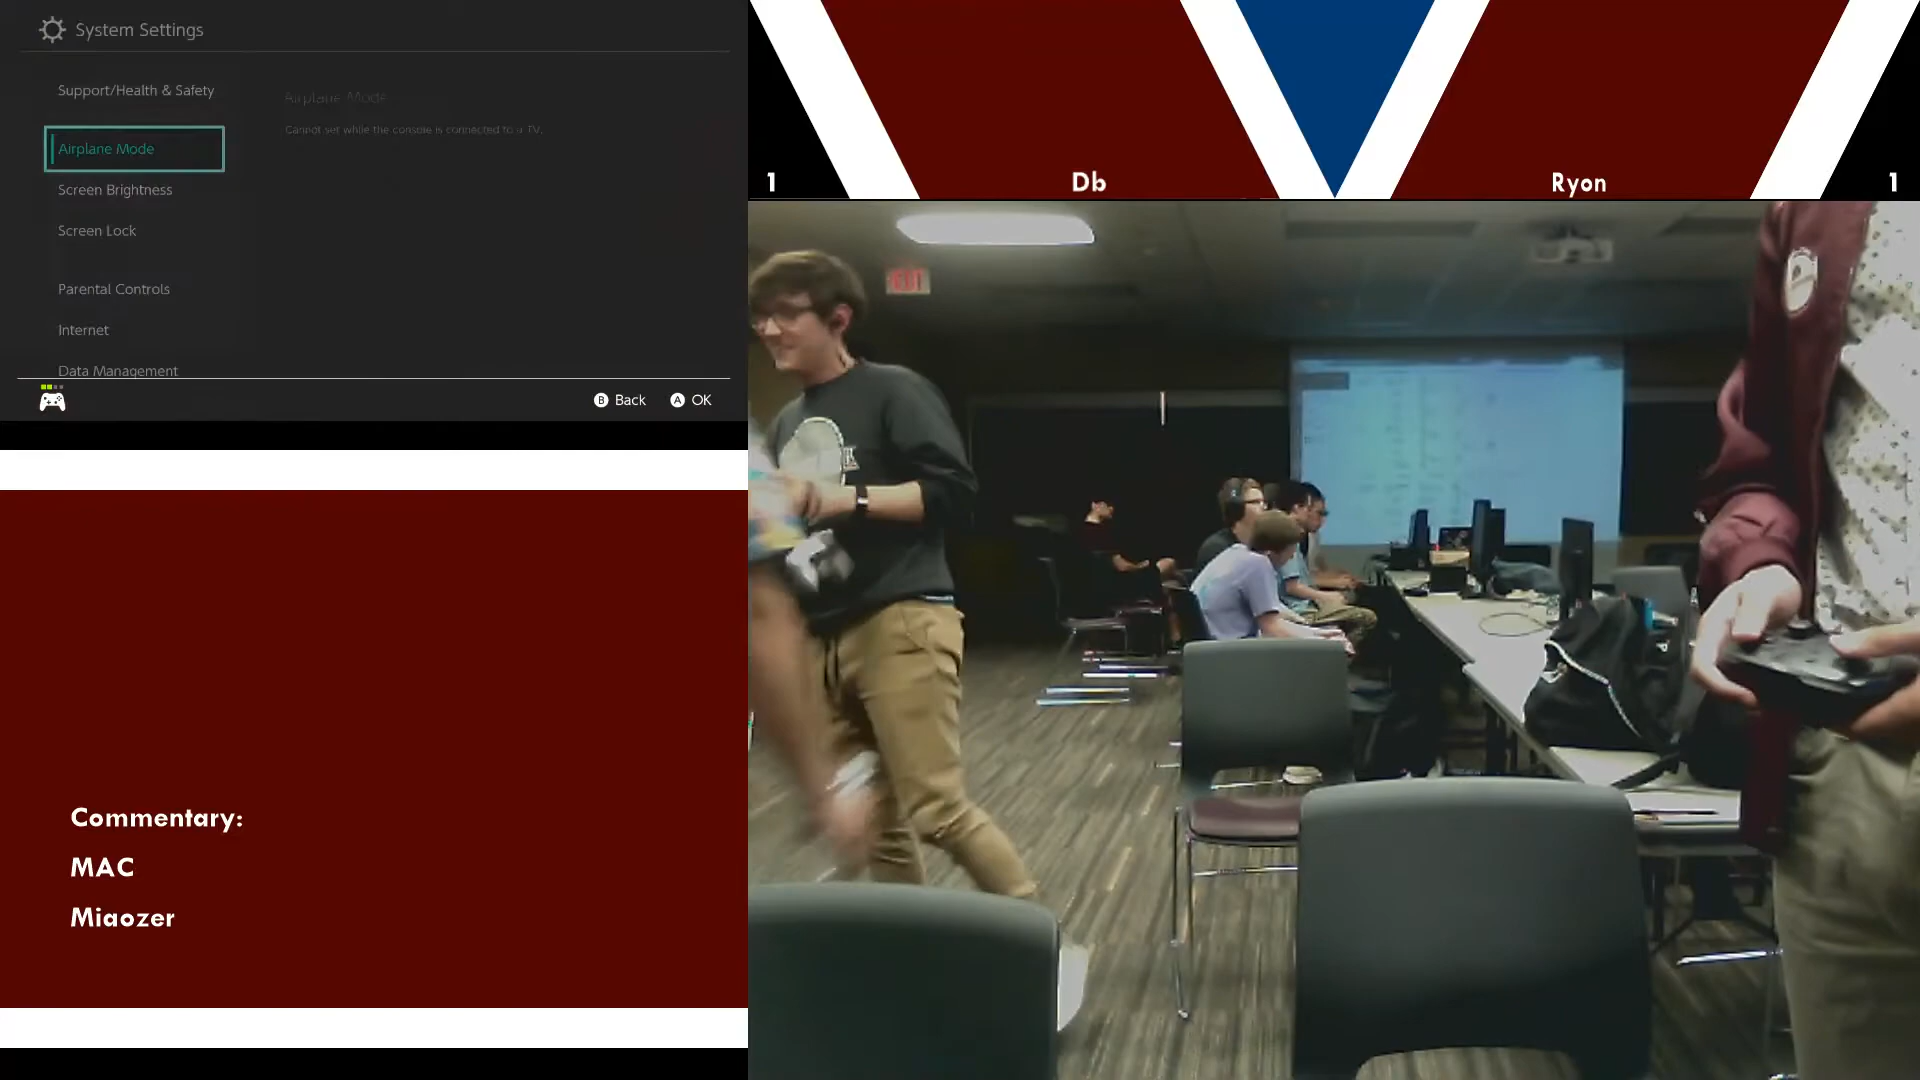 System Settings
Support/Health & Safety
Airplane Mode
Screen Brightness
Screen Lock
Parental Controls
Internet
Data Management
Airplane Mode
Cannot set while the console is connected to a TV.
B Back
A OK
1
Db
Ryon
1
EXIT
Commentary:
MAC
Miaozer